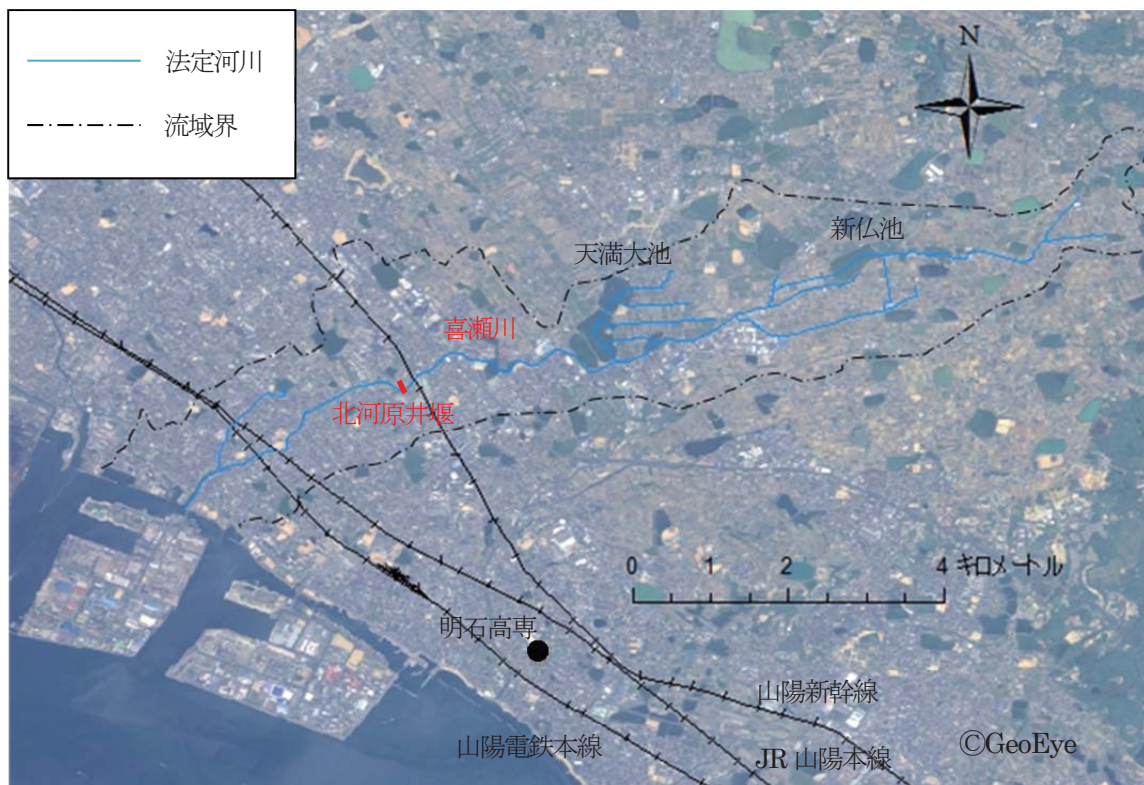 法定河川
流域界
N
新仏池
天満大池
喜瀬川
北河原井堰
0 1 2 4 キロメートル
明石高専
山陽新幹線
山陽電鉄本線
JR 山陽本線
©GeoEye